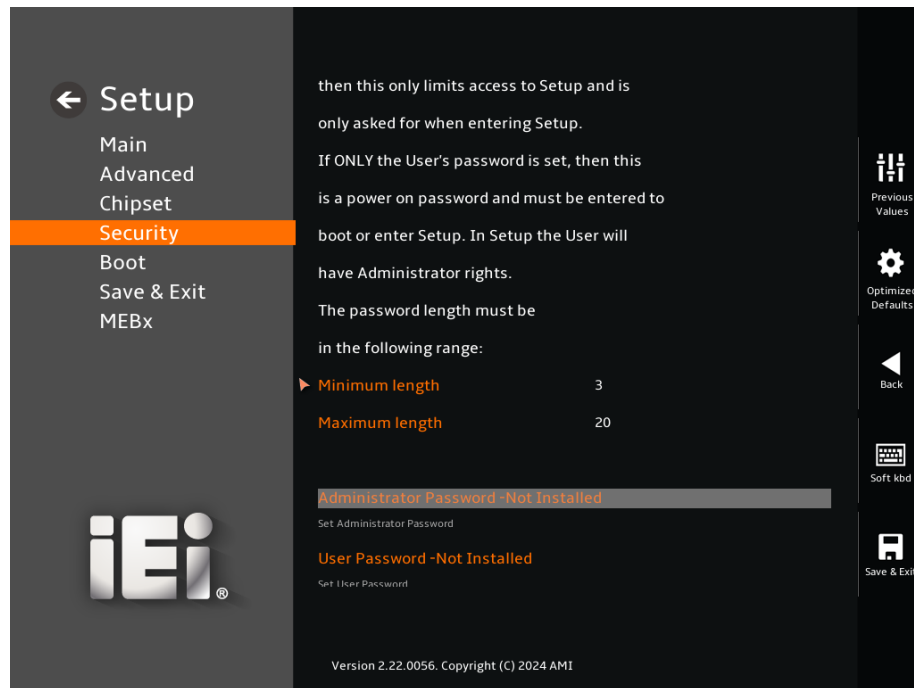 Setup
Main
Advanced
Chipset
Security
Boot
Save & Exit
MEBx
iEi®
then this only limits access to Setup and is
only asked for when entering Setup.
If ONLY the User's password is set, then this
is a power on password and must be entered to
boot or enter Setup. In Setup the User will
have Administrator rights.
The password length must be
in the following range:
Minimum length 3
Maximum length 20
Administrator Password -Not Installed
Set Administrator Password
User Password -Not Installed
Set User Password
Version 2.22.0056. Copyright (C) 2024 AMI
Previous
Values
Optimized
Defaults
Back
Soft kbd
Save & Exit